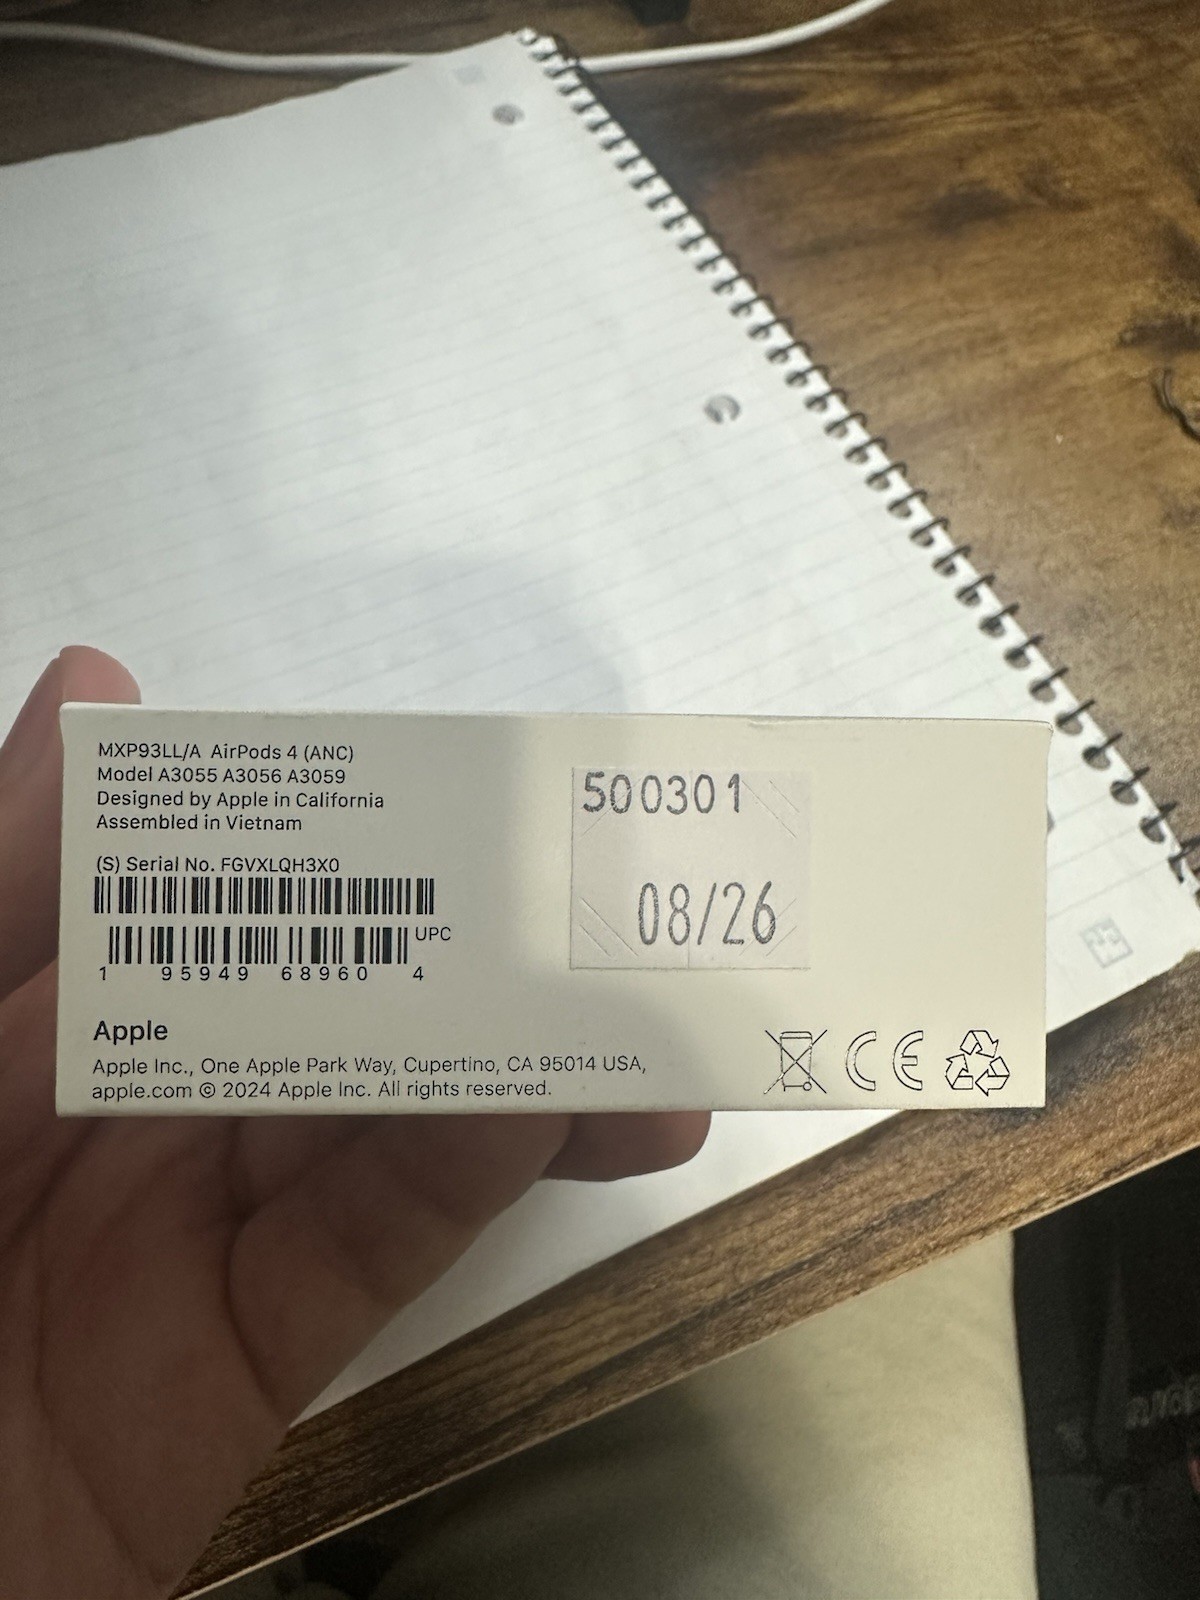 MXP93LL/A AirPods 4 (ANC)
Model A3055 A3056 A3059
Designed by Apple in California
Assembled in Vietnam
(S) Serial No. FGVXLQH3X0
UPC
1 95949 68960 4
Apple
Apple Inc., One Apple Park Way, Cupertino, CA 95014 USA,
apple.com © 2024 Apple Inc. All rights reserved.
500301
08/26
CE